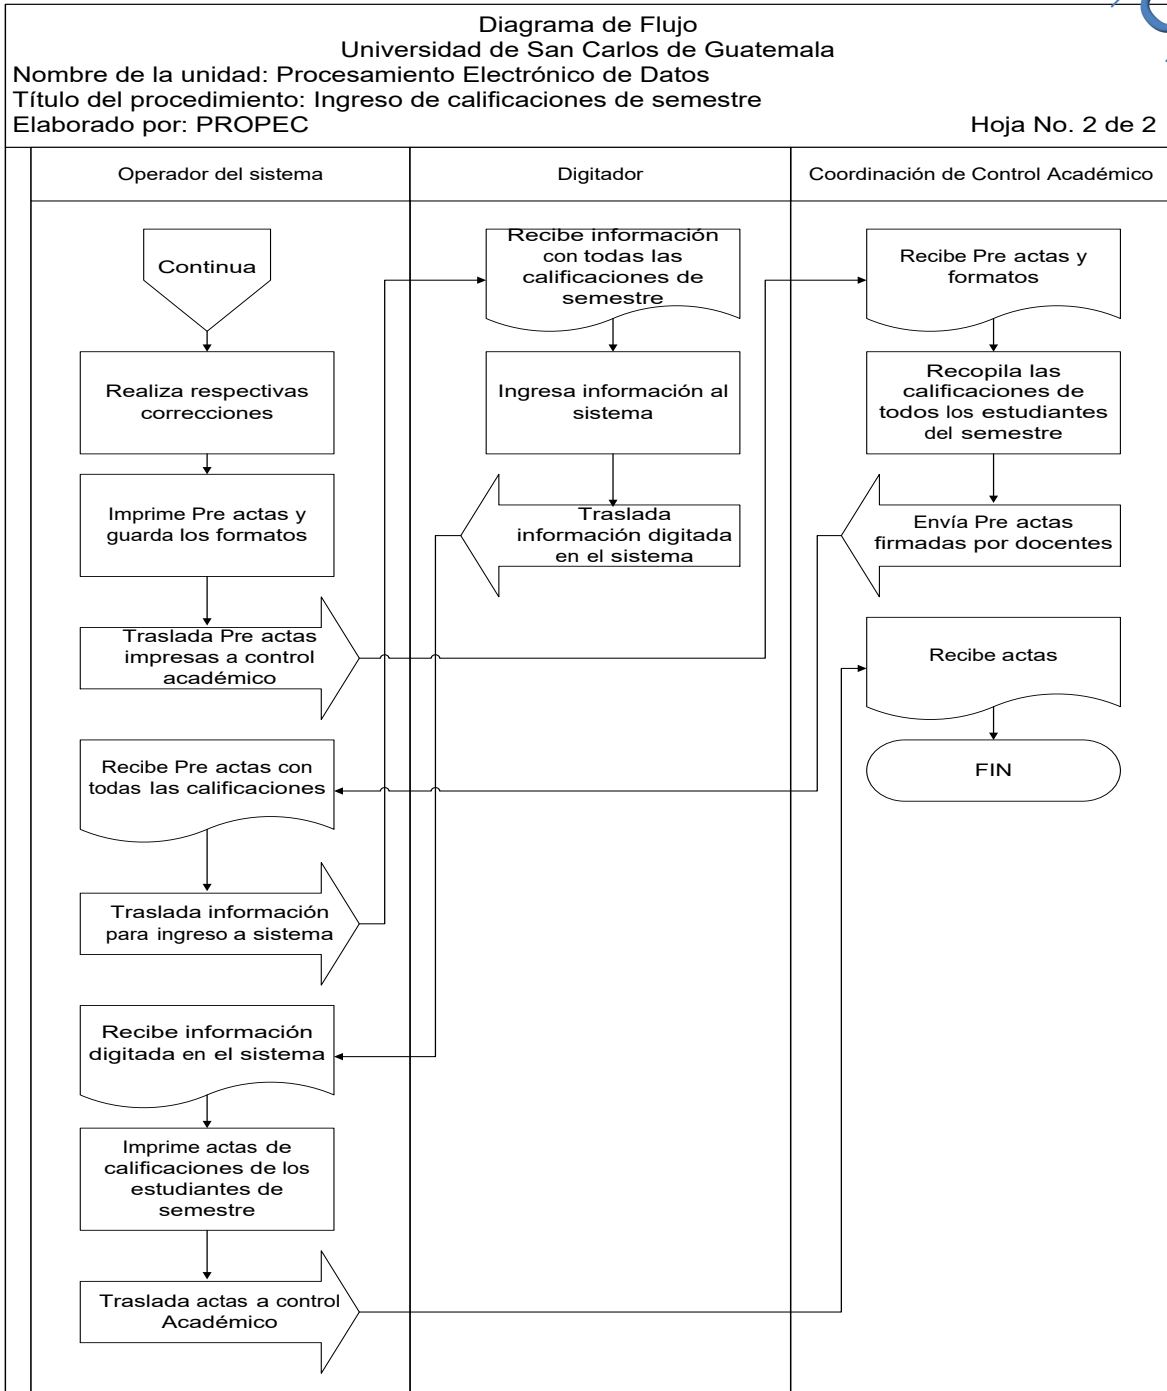 Diagrama de Flujo
Universidad de San Carlos de Guatemala
Nombre de la unidad: Procesamiento Electrónico de Datos
Título del procedimiento: Ingreso de calificaciones de semestre
Elaborado por: PROPEC
Hoja No. 2 de 2
Operador del sistema
Digitador
Coordinación de Control Académico
Continua
Realiza respectivas
correcciones
Imprime Pre actas y
guarda los formatos
Traslada Pre actas
impresas a control
académico
Recibe Pre actas con
todas las calificaciones
Traslada información
para ingreso a sistema
Recibe información
digitada en el sistema
Imprime actas de
calificaciones de los
estudiantes de
semestre
Traslada actas a control
Académico
Recibe información
con todas las
calificaciones de
semestre
Ingresa información al
sistema
Traslada
información digitada
en el sistema
Recibe Pre actas y
formatos
Recopila las
calificaciones de
todos los estudiantes
del semestre
Envía Pre actas
firmadas por docentes
Recibe actas
FIN